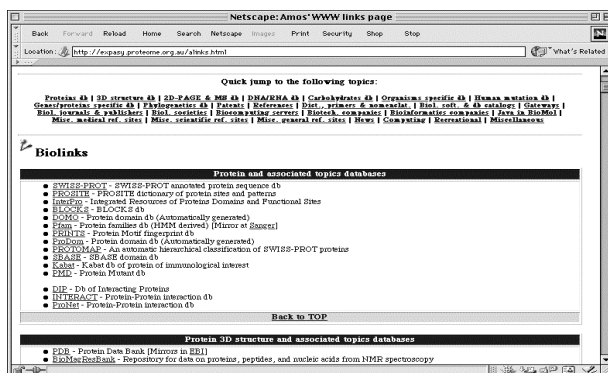 Netscape: Amos' WWW links page
Back Forward Reload Home Search Netscape Images Print Security Shop Stop
Location: http://expasy.proteome.org.au/alinks.html What's Related
Quick jump to the following topics:
Proteins db | 3D structure db | 2D-PAGE & MS db | DNA/RNA db | Carbohydrates db | Organisms specific db | Human mutation db |
Genes/proteins specific db | Phylogenetics db | Patents | References | Dict., primers & nomenclat. | Biol. soft. & db catalogs | Gateways |
Biol. journals & publishers | Biol. societies | Biocomputing servers | Biotech. companies | Bioinformatics companies | Java in BioMol |
Misc. medical ref. sites | Misc. scientific ref. sites | Misc. general ref. sites | News | Computing | Recreational | Miscellaneous
Biolinks
Protein and associated topics databases
SWISS-PROT - SWISS-PROT annotated protein sequence db
PROSITE - PROSITE dictionary of protein sites and patterns
InterPro - Integrated Resources of Proteins Domains and Functional Sites
BLOCKS - BLOCKS db
DOMO - Protein domain db (Automatically generated)
Pfam - Protein families db (HMM derived) [Mirror at Sanger]
PRINTS - Protein Motif fingerprint db
ProDom - Protein domain db (Automatically generated)
PROTOMAP - An automatic hierarchical classification of SWISS-PROT proteins
SBASE - SBASE domain db
Kabat - Kabat db of protein of immunological interest
PMD - Protein Mutant db
DIP - Db of Interacting Proteins
INTERACT - Protein-Protein interaction db
ProNet - Protein-Protein interaction db
Back to TOP
Protein 3D structure and associated topics databases
PDB - Protein Data Bank [Mirrors in EBI]
BioMagResBank - Repository for data on proteins, peptides, and nucleic acids from NMR spectroscopy